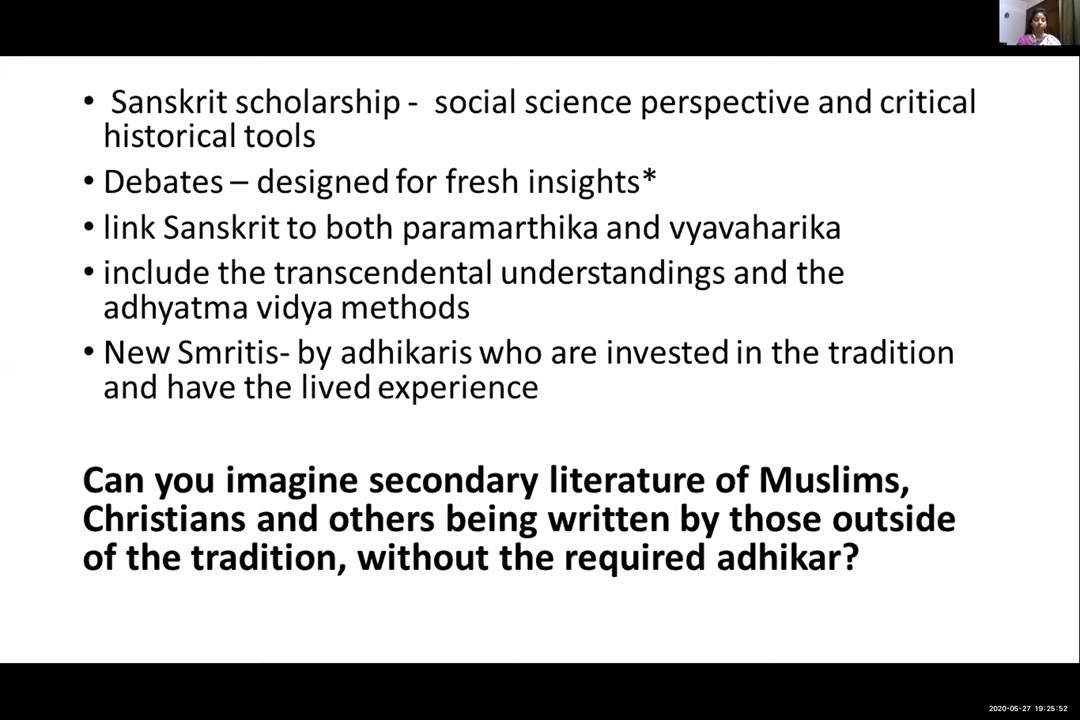 • Sanskrit scholarship - social science perspective and critical
historical tools
• Debates – designed for fresh insights*
• link Sanskrit to both paramarthika and vyavaharika
• include the transcendental understandings and the
adhyatma vidya methods
• New Smritis- by adhikaris who are invested in the tradition
and have the lived experience
Can you imagine secondary literature of Muslims,
Christians and others being written by those outside
of the tradition, without the required adhikar?
2020-05-27 19:25:52